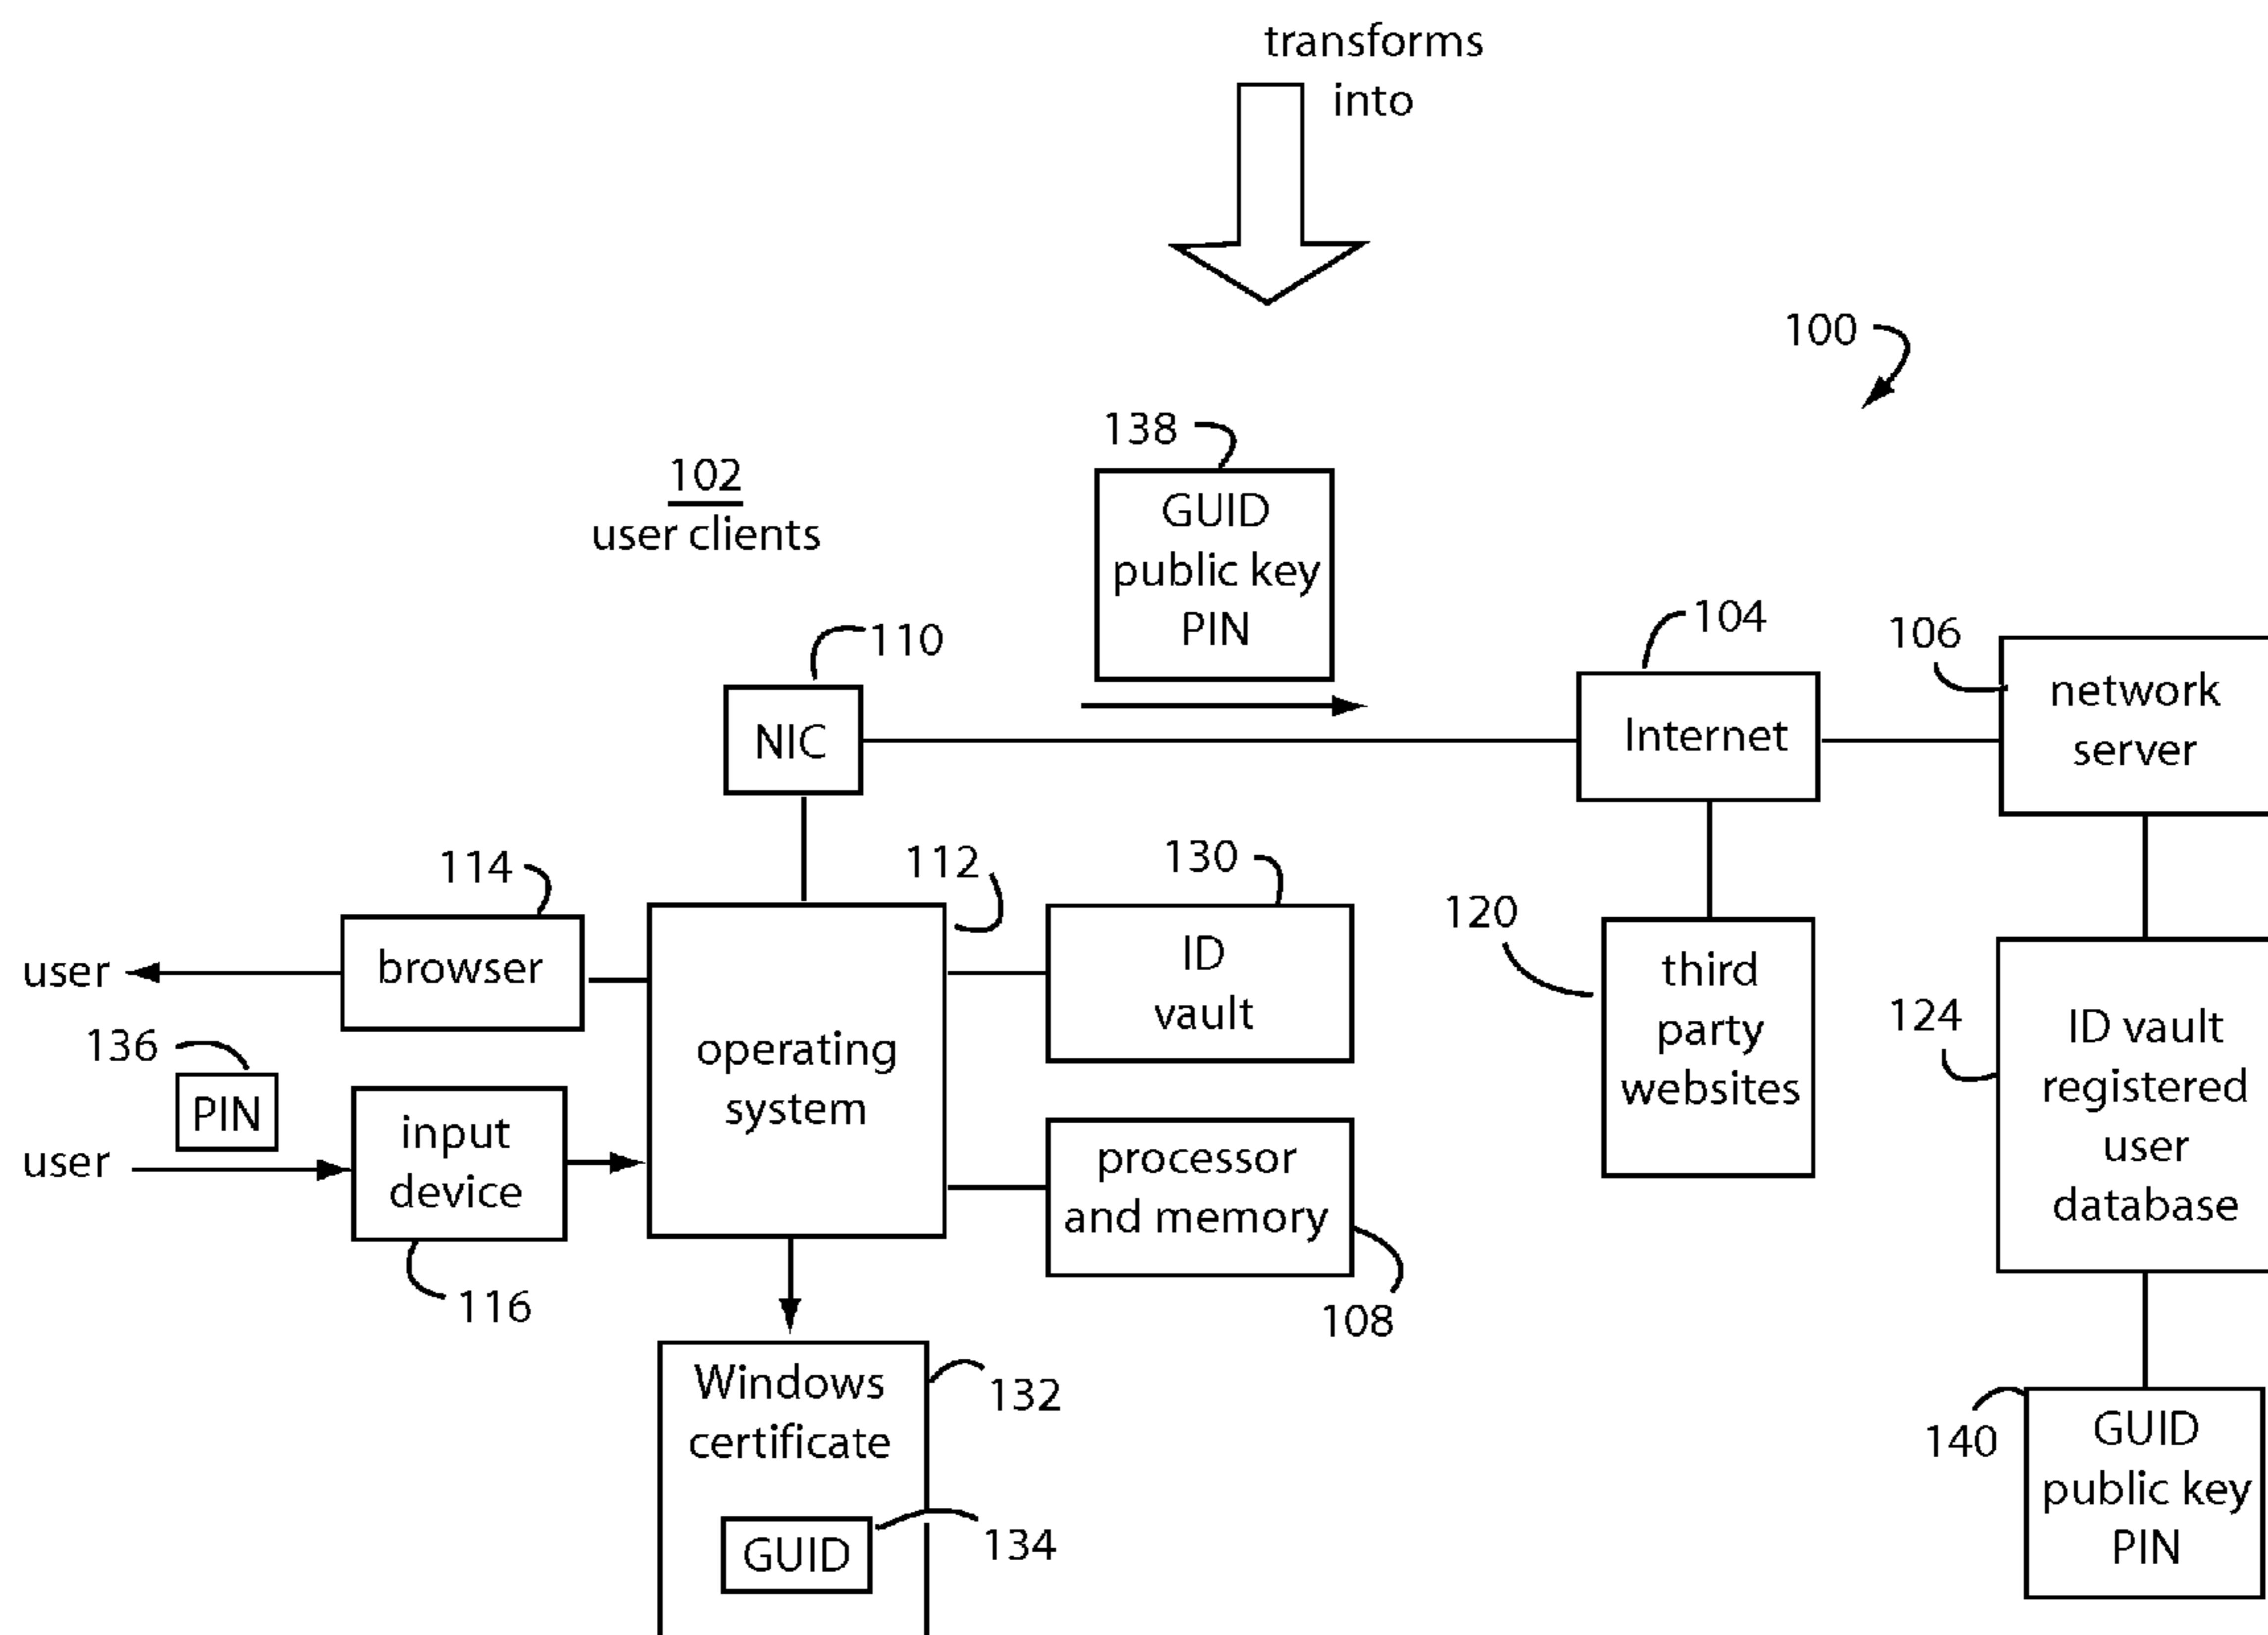 transforms
into
100
138
102
user clients
GUID
public key
PIN
104
106
110
network
server
NIC
Internet
114
112
130
120
user
browser
ID
vault
third
party
websites
124
ID vault
registered
user
database
136
operating
system
PIN
input
device
user
processor
and memory
116
108
Windows
certificate
132
140
GUID
public key
PIN
GUID
134